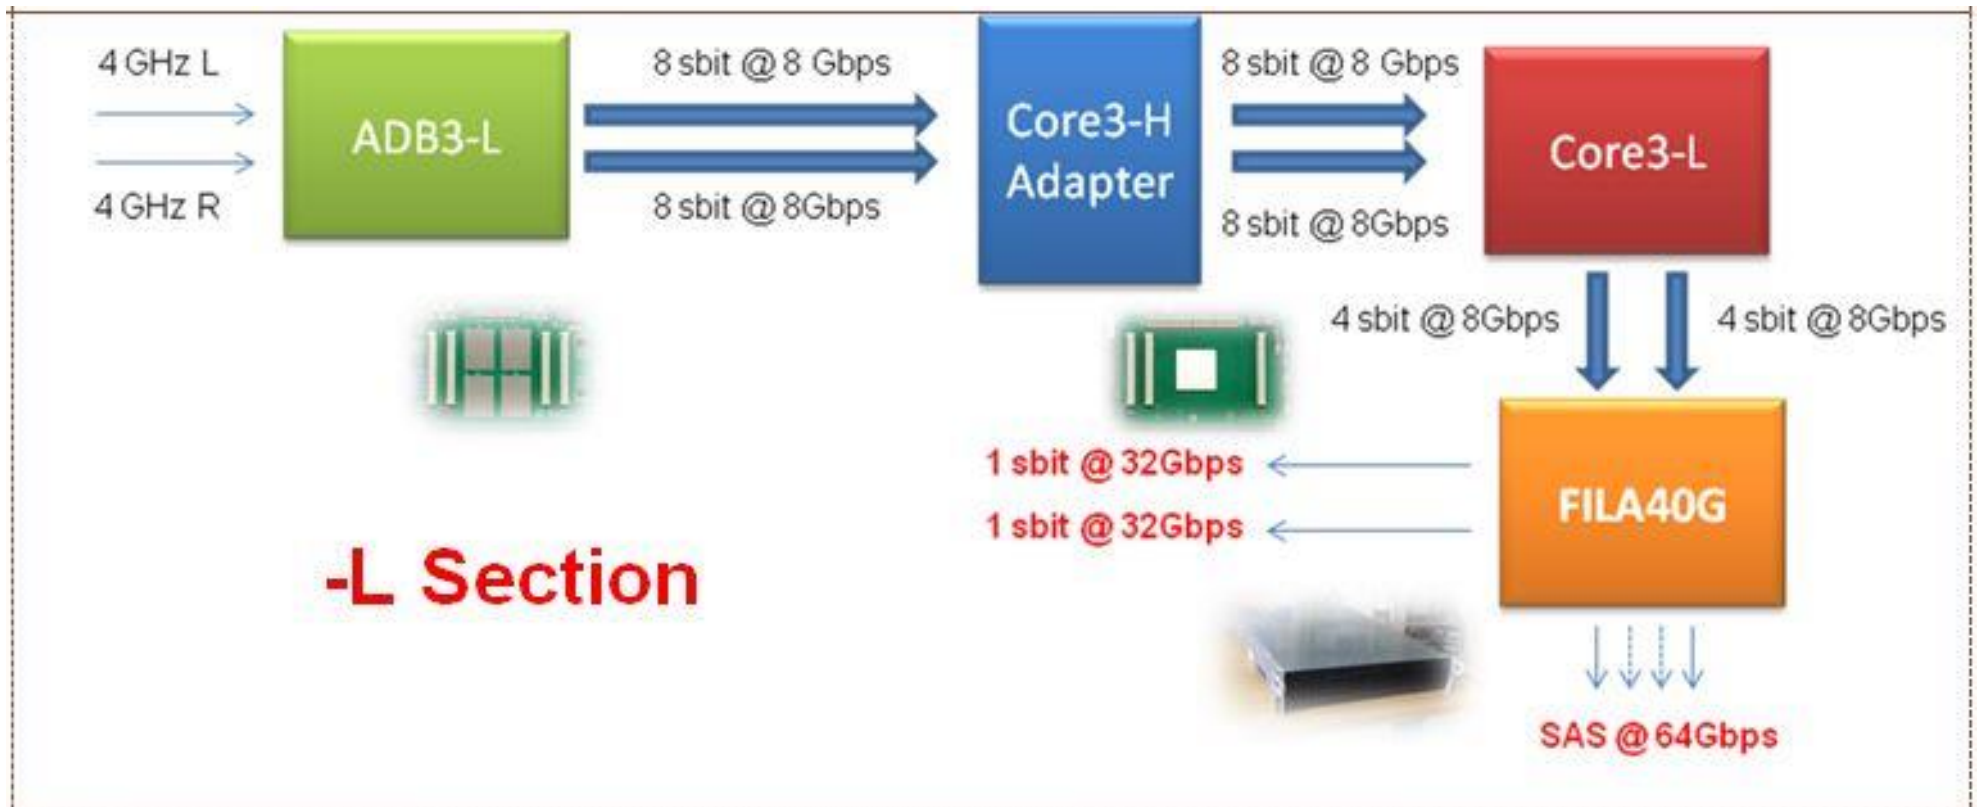 4 GHz L
8 sbit @ 8 Gbps
8 sbit @ 8 Gbps
ADB3-L
Core3-H
Adapter
Core3-L
4 GHz R
8 sbit @ 8Gbps
8 sbit @ 8Gbps
4 sbit @ 8Gbps
4 sbit @ 8Gbps
1 sbit @ 32Gbps
1 sbit @ 32Gbps
FILA40G
-L Section
SAS @ 64Gbps